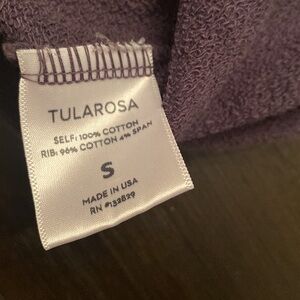 TULAROSA
SELF: 100% COTTON
RIB: 96% COTTON 4% SPAN
S
MADE IN USA
RN #132829